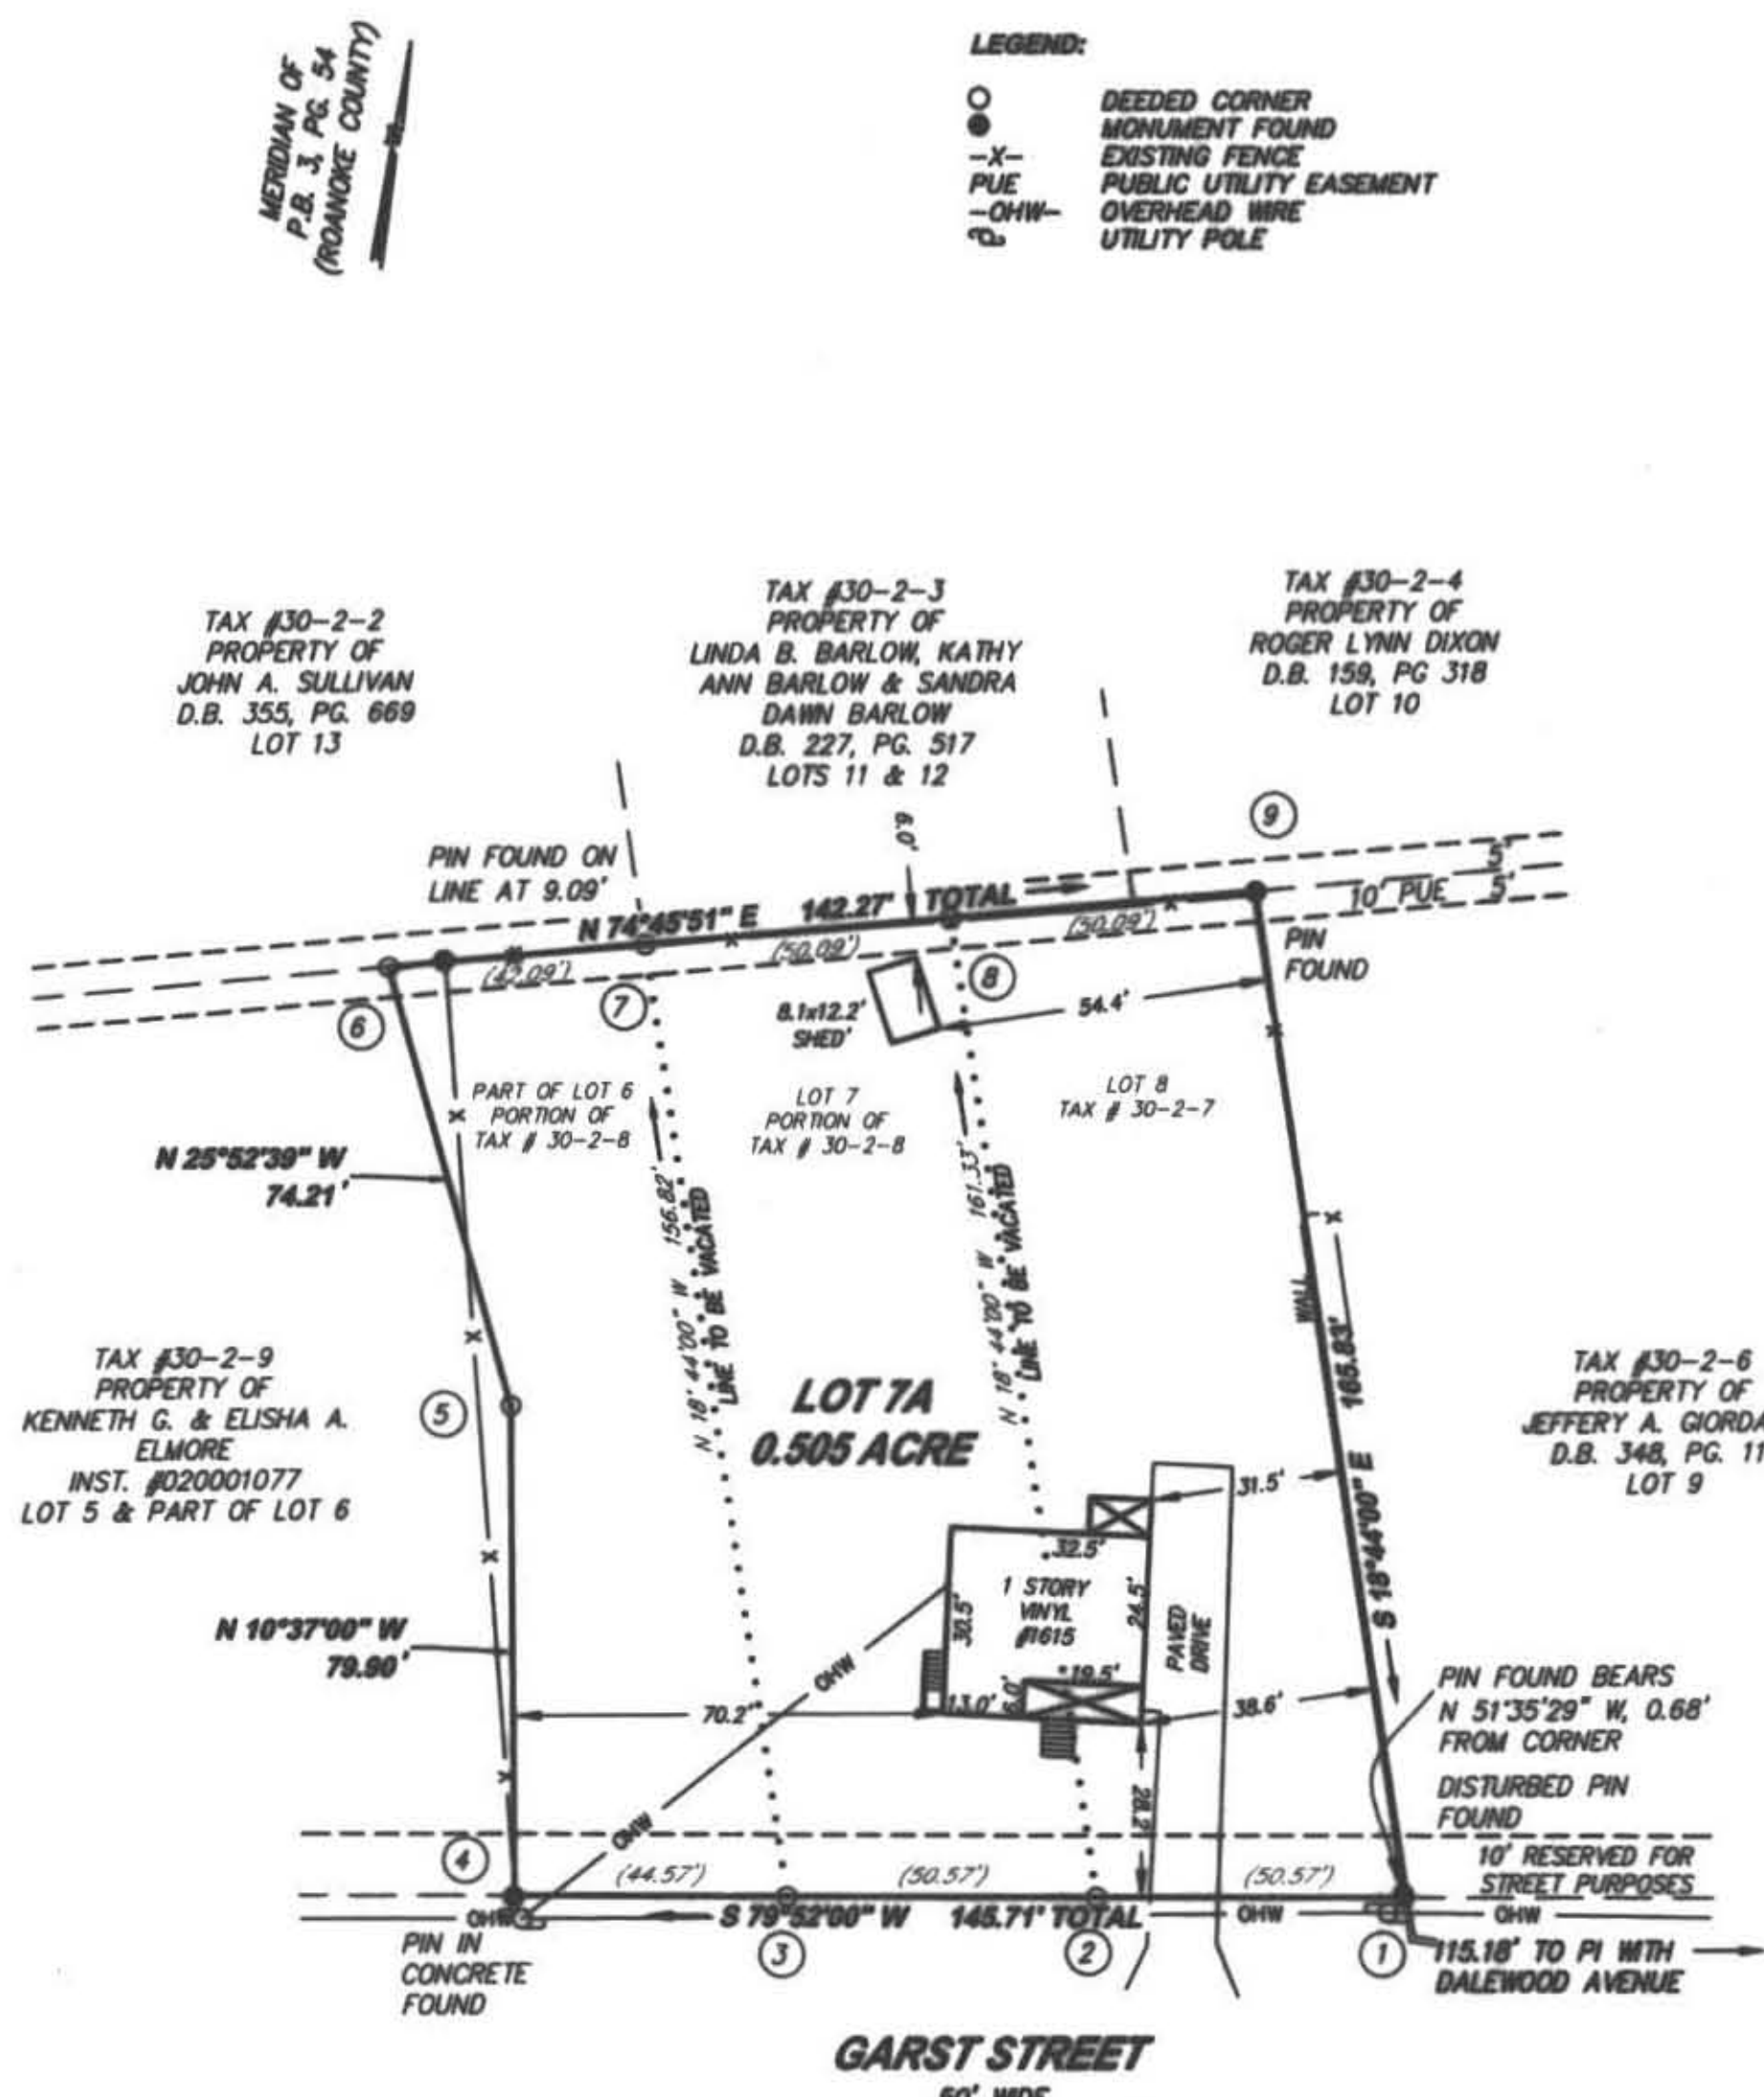 MERIDIAN OF
P.B. 3, PG. 54
(ROANOKE COUNTY)
LEGEND:
DEEDED CORNER
MONUMENT FOUND
-X- EXISTING FENCE
PUE PUBLIC UTILITY EASEMENT
-OHW- OVERHEAD WIRE
UTILITY POLE
TAX #30-2-2
PROPERTY OF
JOHN A. SULLIVAN
D.B. 355, PG. 669
LOT 13
TAX #30-2-3
PROPERTY OF
LINDA B. BARLOW, KATHY
ANN BARLOW & SANDRA
DAWN BARLOW
D.B. 227, PG. 517
LOTS 11 & 12
TAX #30-2-4
PROPERTY OF
ROGER LYNN DIXON
D.B. 159, PG 318
LOT 10
9
6.0'
PIN FOUND ON
LINE AT 9.09'
N 74°45'51" E 142.27' TOTAL
5'
10' PUE 5'
(42.09')
(50.09')
(50.09')
PIN
FOUND
6
7
8
8.1x12.2'
SHED'
54.4'
PART OF LOT 6
PORTION OF
TAX # 30-2-8
LOT 7
PORTION OF
TAX # 30-2-8
LOT 8
TAX # 30-2-7
N 25°52'39" W
74.21'
N 18°44'00" W 156.82'
LINE TO BE VACATED
N 18°44'00" W 161.33'
LINE TO BE VACATED
WALL
S 18°44'00" E 165.83'
TAX #30-2-9
PROPERTY OF
KENNETH G. & ELISHA A.
ELMORE
INST. #020001077
LOT 5 & PART OF LOT 6
5
LOT 7A
0.505 ACRE
TAX #30-2-6
PROPERTY OF
JEFFERY A. GIORDA
D.B. 348, PG. 11
LOT 9
31.5'
32.5'
1 STORY
VINYL
#1615
30.5'
24.5'
PAVED
DRIVE
19.5'
13.0'
6.0'
N 10°37'00" W
79.90'
70.2'
38.6'
28.2'
OHW
OHW
PIN FOUND BEARS
N 51°35'29" W, 0.68'
FROM CORNER
DISTURBED PIN
FOUND
10' RESERVED FOR
STREET PURPOSES
4
(44.57')
(50.57')
(50.57')
OHW
S 79°52'00" W 145.71' TOTAL
OHW
OHW
PIN IN
CONCRETE
FOUND
3
2
1
115.18' TO PI WITH
DALEWOOD AVENUE
GARST STREET
50' WIDE